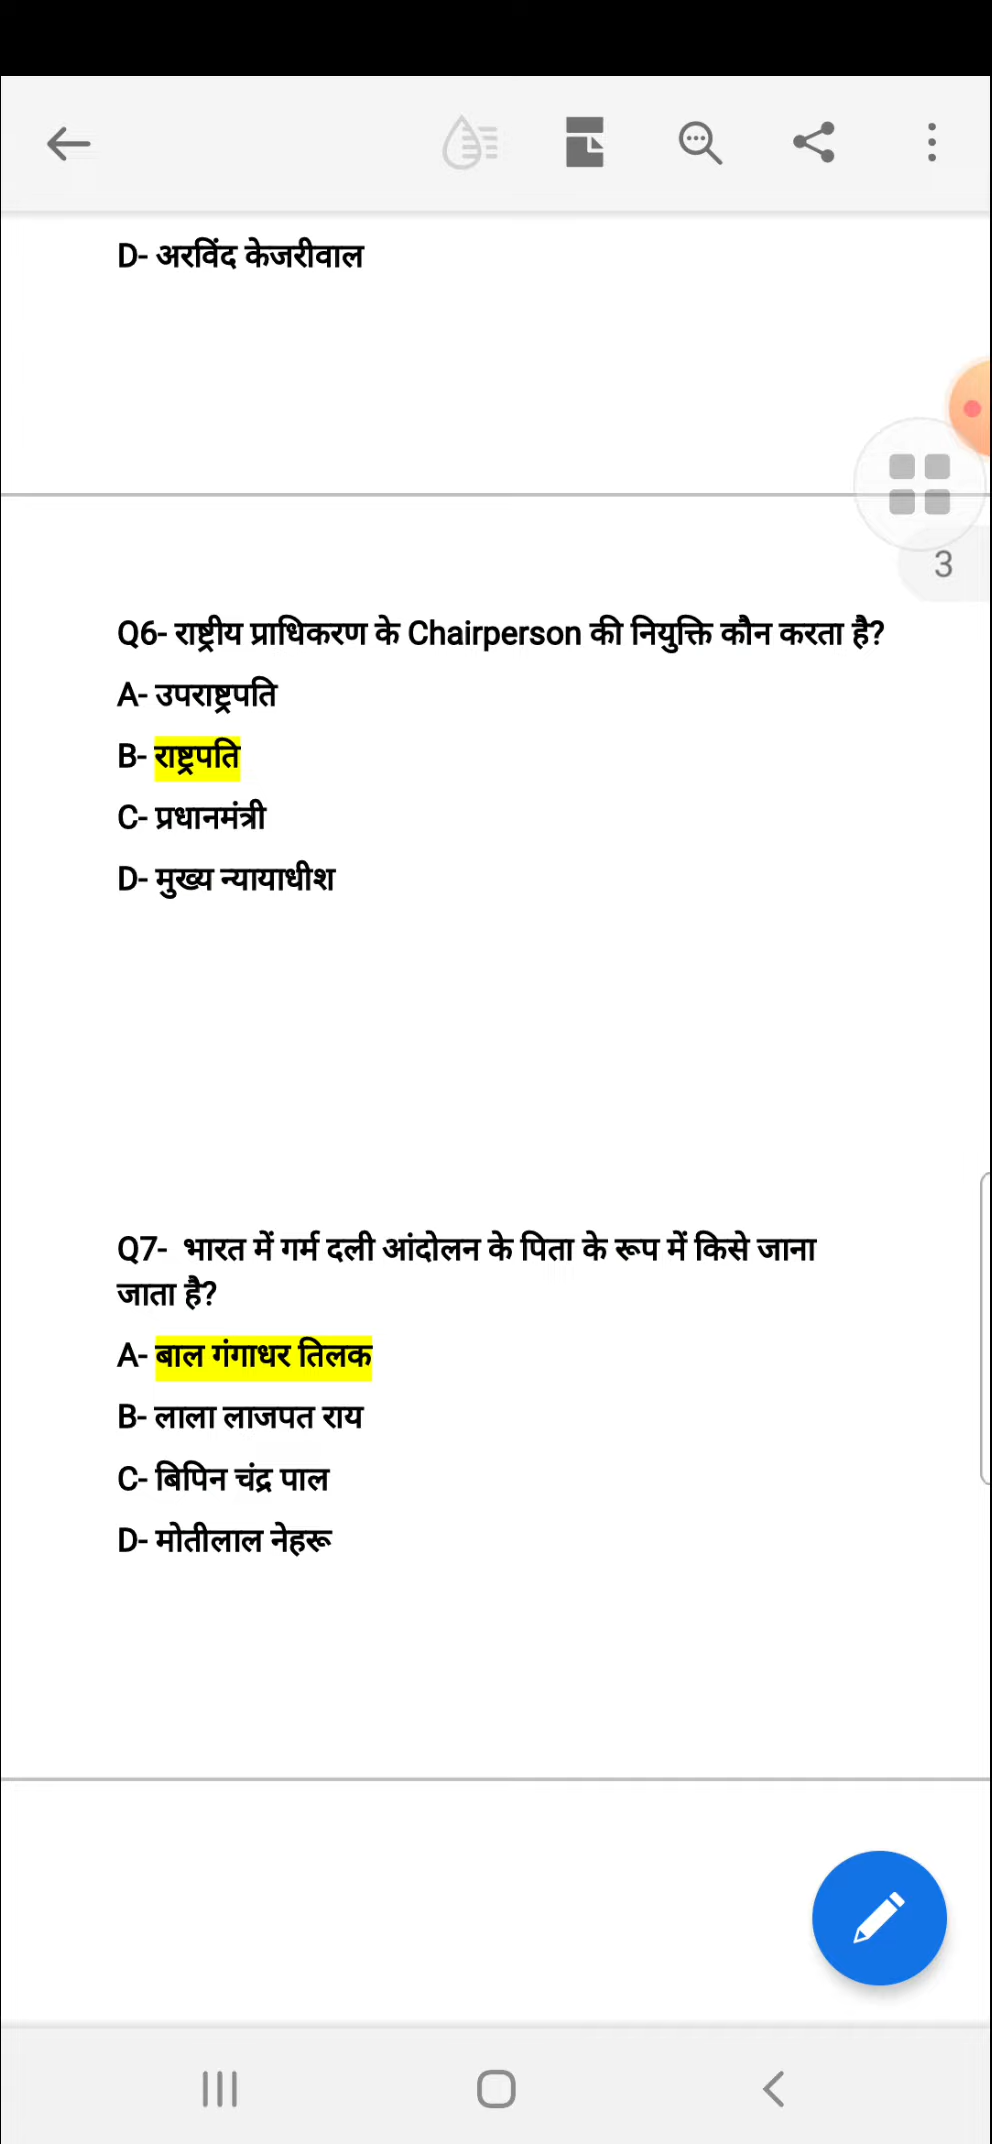 D- अरविंद केजरीवाल
3
Q6- राष्ट्रीय प्राधिकरण के Chairperson की नियुक्ति कौन करता है?
A- उपराष्ट्रपति
B- राष्ट्रपति
C- प्रधानमंत्री
D- मुख्य न्यायाधीश
Q7- भारत में गर्म दली आंदोलन के पिता के रूप में किसे जाना
जाता है?
A- बाल गंगाधर तिलक
B- लाला लाजपत राय
C- बिपिन चंद्र पाल
D- मोतीलाल नेहरू